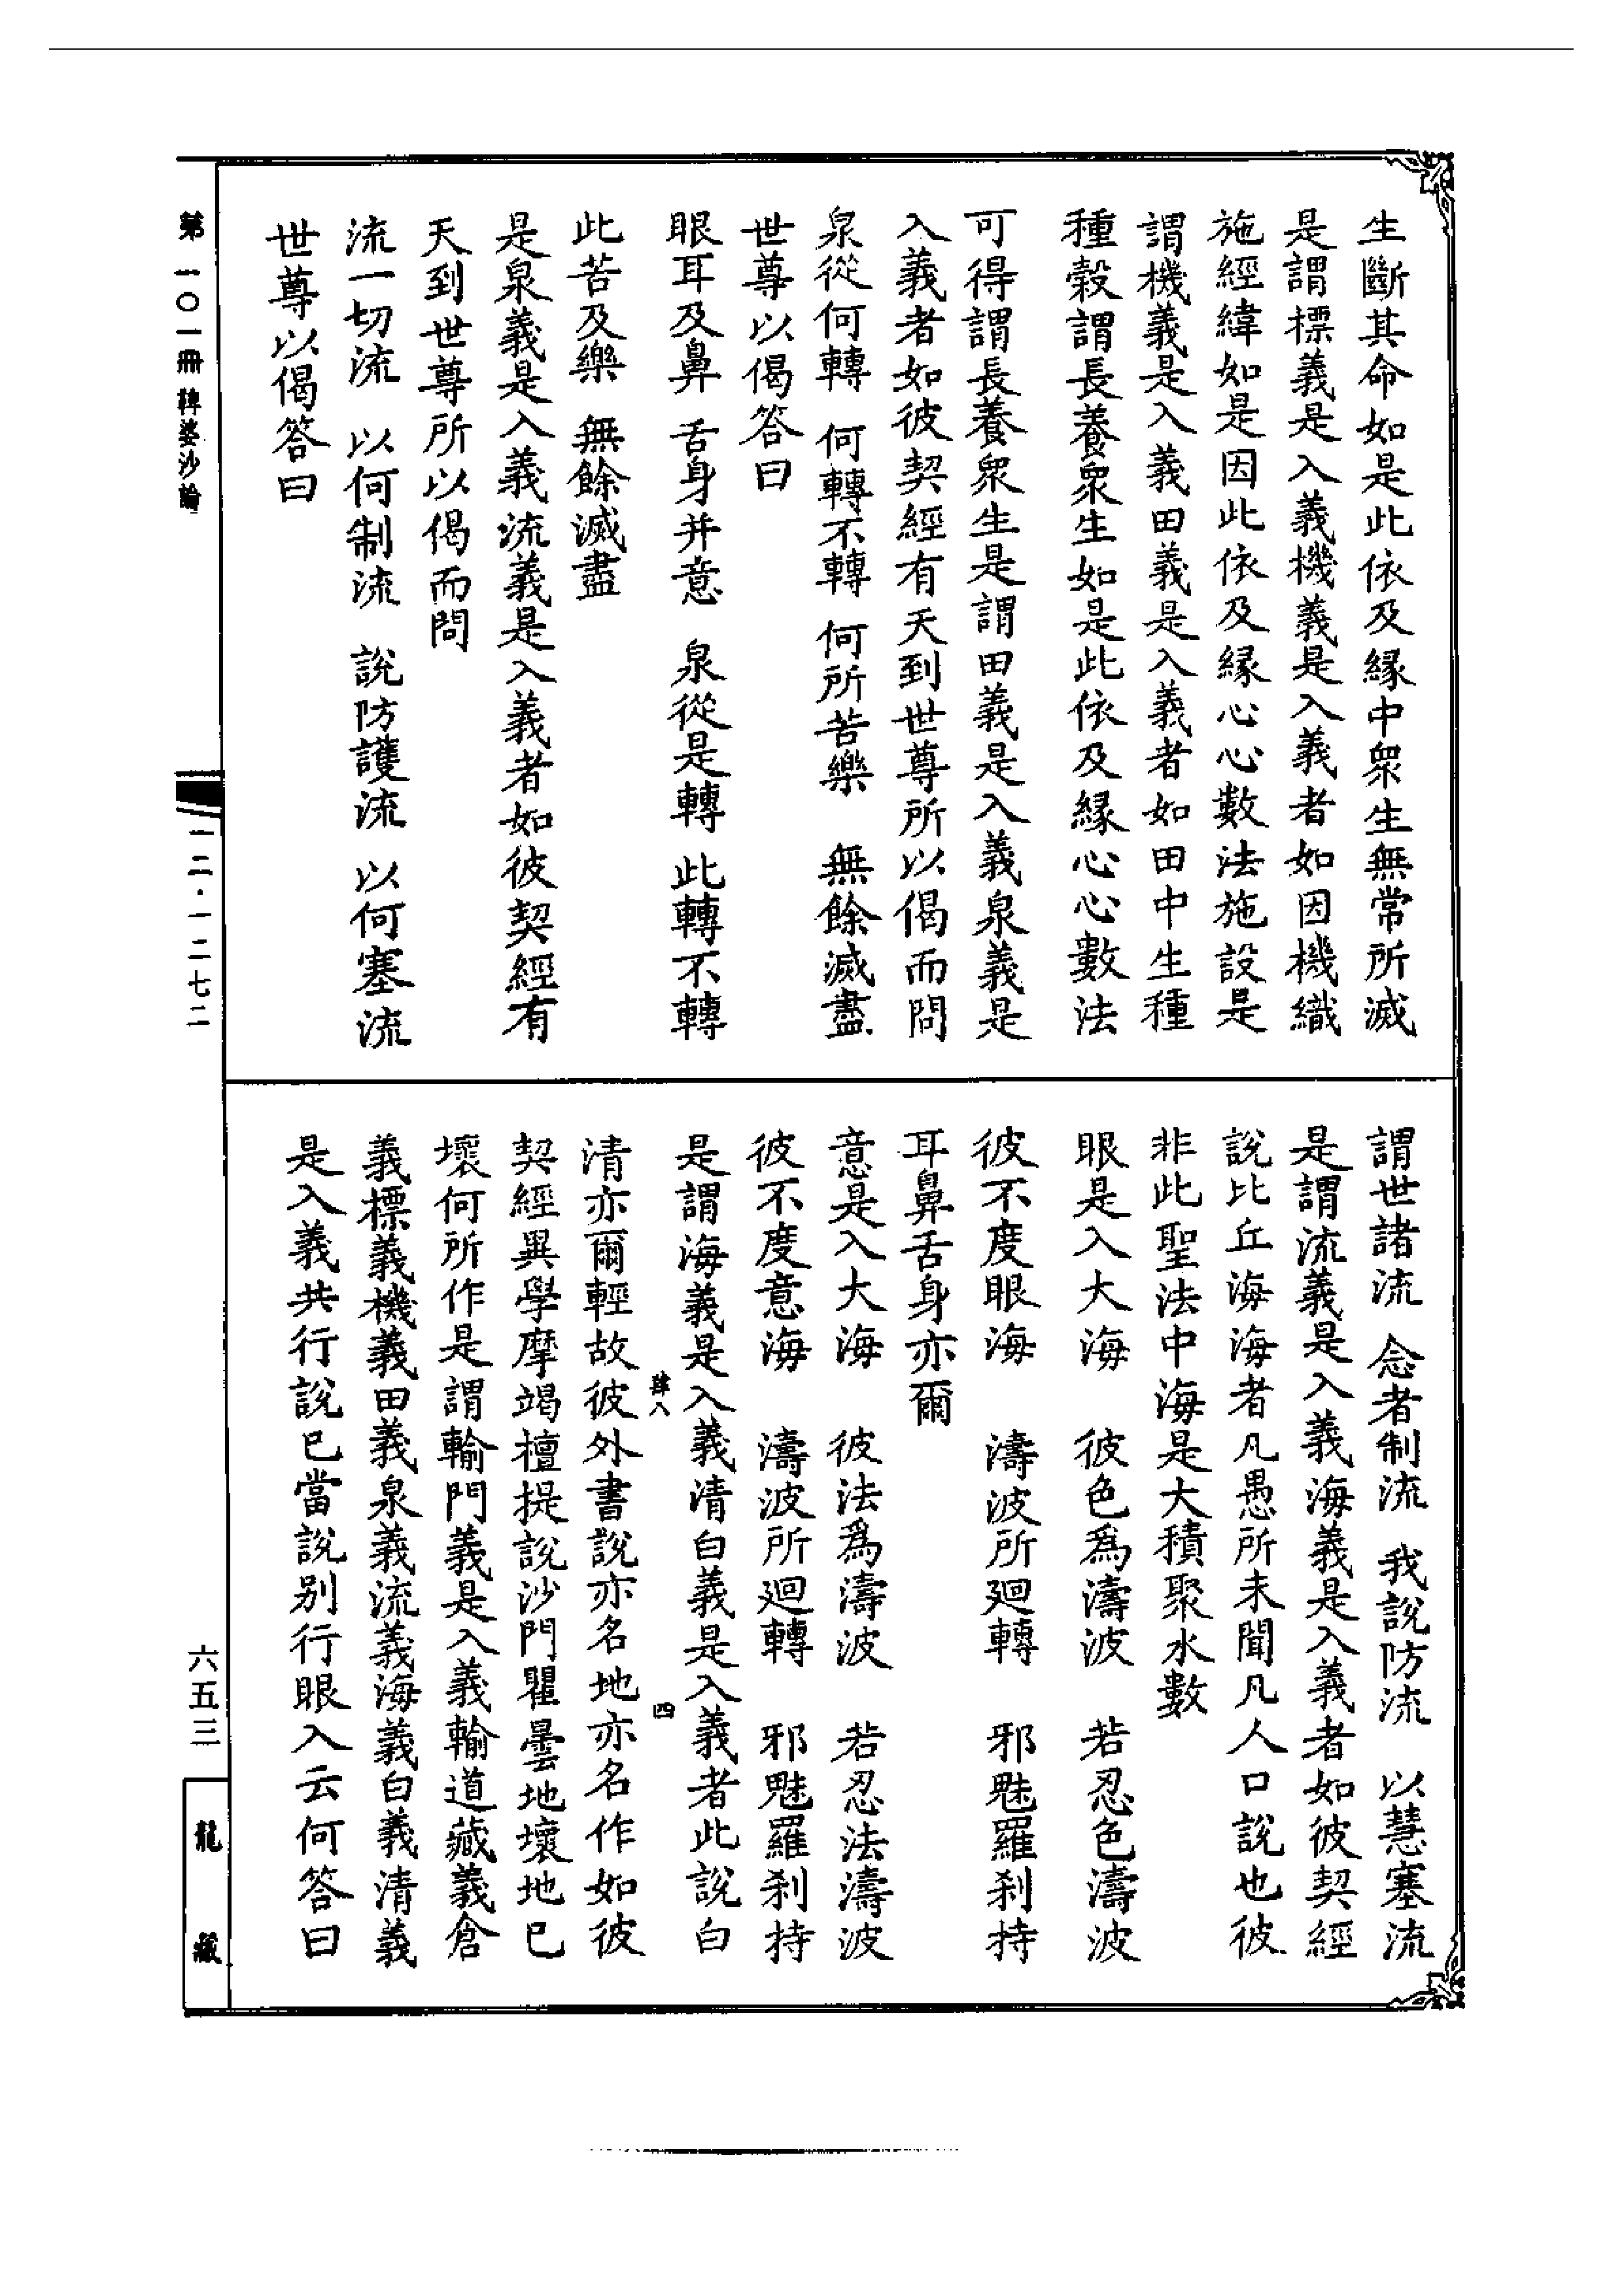 生斷其命如是此依及緣中眾生無常所滅
是謂標義是入義機義是入義者如因機織
施經緯如是因此依及緣心心數法施設是
謂機義是入義田義是入義者如田中生種
種穀謂長養眾生如是此依及緣心心數法
可得謂長養眾生是謂田義是入義泉義是
入義者如彼契經有天到世尊所以偈而問
泉從何轉 何轉不轉 何所苦樂 無餘滅盡
世尊以偈答曰
眼耳及鼻 舌身并意 泉從是轉 此轉不轉
此苦及樂 無餘滅盡
是泉義是入義流義是入義者如彼契經有
天到世尊所以偈而問
流一切流 以何制流 說防護流 以何塞流
世尊以偈答曰
謂世諸流 念者制流 我說防流 以慧塞流
是謂流義是入義海義是入義者如彼契經
說比丘海海者凡愚所未聞凡人口說也彼
非此聖法中海是大積聚水數
眼是入大海 彼色為濤波 若忍色濤波
彼不度眼海 濤波所迴轉 邪魅羅刹持
耳鼻舌身亦爾
意是入大海 彼法為濤波 若忍法濤波
彼不度意海 濤波所迴轉 邪魅羅刹持
是謂海義是入義清白義是入義者此說白
肆八 四
清亦爾輕故彼外書說亦名地亦名作如彼
契經異學摩竭檀提說沙門瞿曇地壞地已
壞何所作是謂輸門義是入義輸道藏義倉
義標義機義田義泉義流義海義白義清義
是入義共行說已當說別行眼入云何答曰
第一〇一冊 鞞婆沙論
一二·一二七二
六五三
龍藏